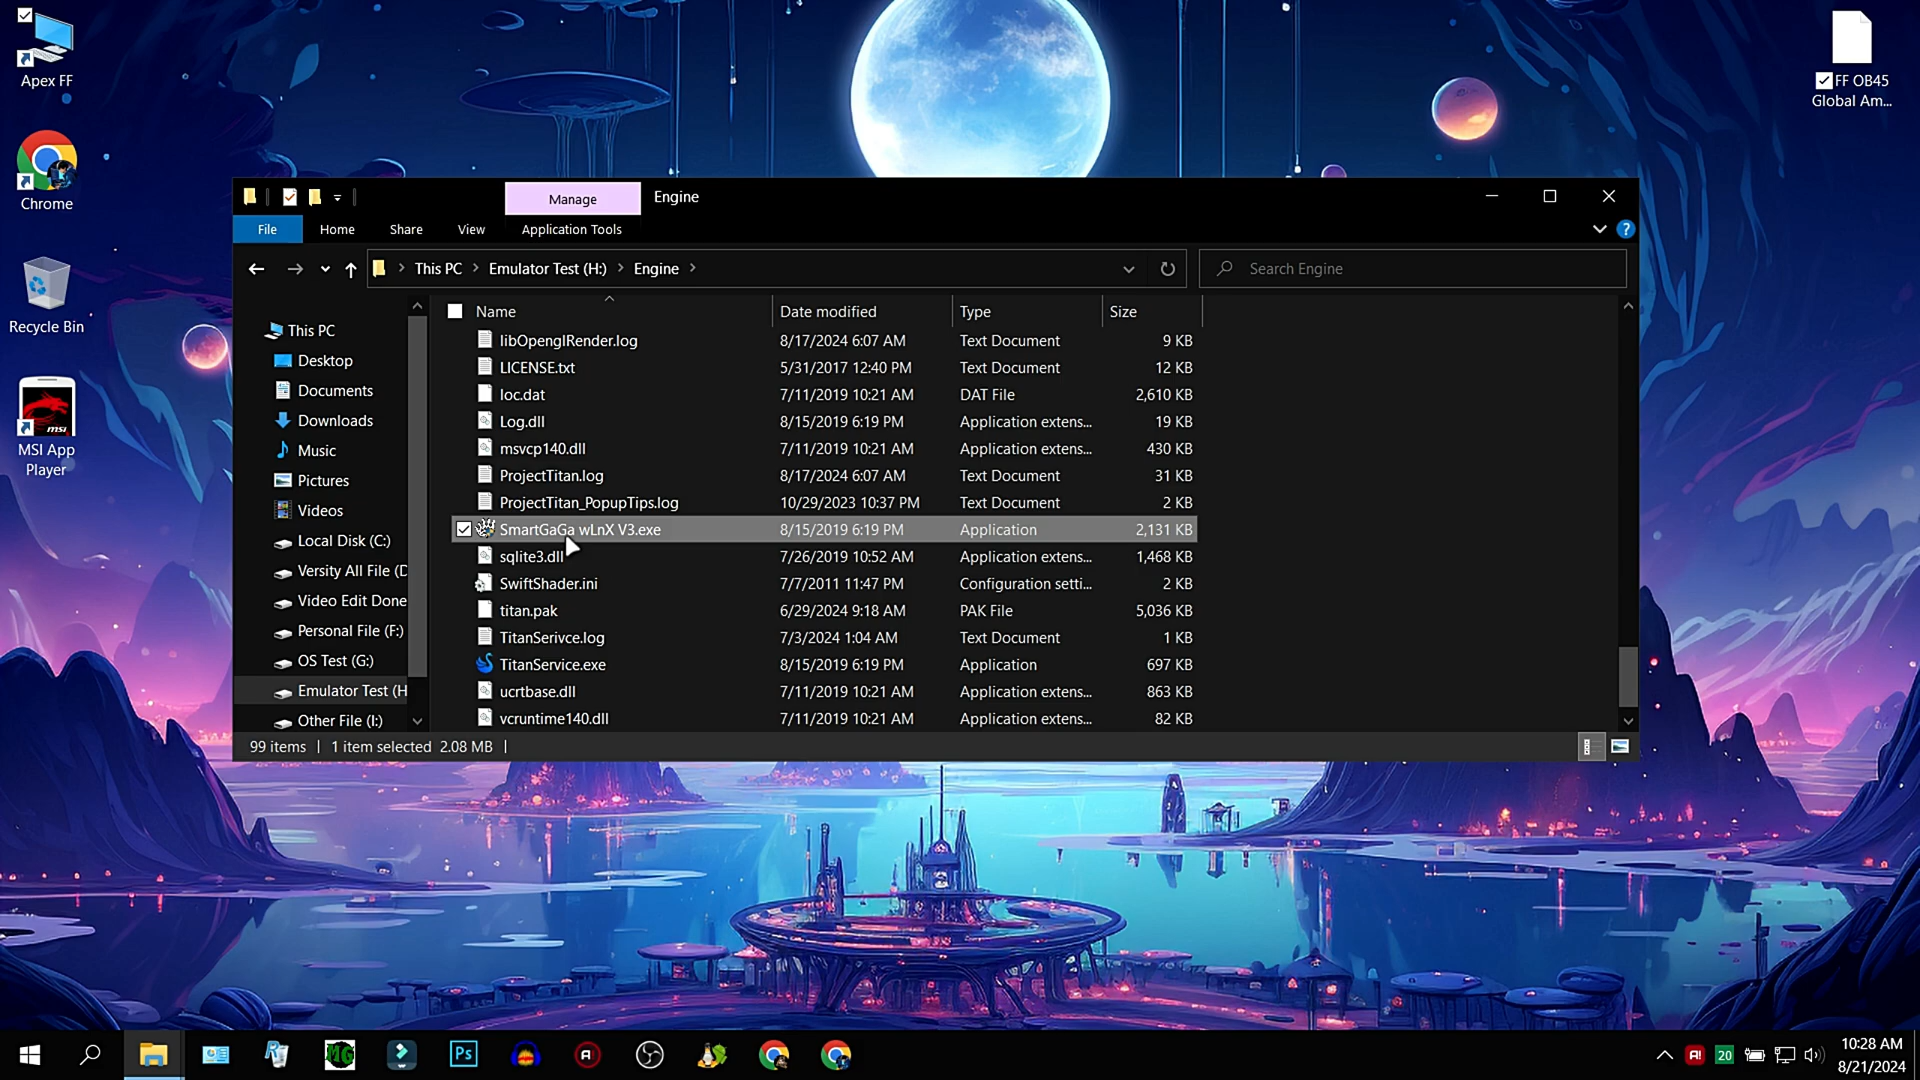 Apex FF
FF OB45
Global Am...
Chrome
Recycle Bin
msi
MSI App
Player
Manage
Engine
File
Home
Share
View
Application Tools
?
This PC
Emulator Test (H:)
Engine
Search Engine
This PC
Desktop
Documents
Downloads
Music
Pictures
Videos
Local Disk (C:)
Versity All File (D
Video Edit Done
Personal File (F:)
OS Test (G:)
Emulator Test (H
Other File (I:)
Name Date modified Type Size
libOpenglRender.log 8/17/2024 6:07 AM Text Document 9 KB
LICENSE.txt 5/31/2017 12:40 PM Text Document 12 KB
loc.dat 7/11/2019 10:21 AM DAT File 2,610 KB
Log.dll 8/15/2019 6:19 PM Application extens... 19 KB
msvcp140.dll 7/11/2019 10:21 AM Application extens... 430 KB
ProjectTitan.log 8/17/2024 6:07 AM Text Document 31 KB
ProjectTitan_PopupTips.log 10/29/2023 10:37 PM Text Document 2 KB
SmartGaGa wLnX V3.exe 8/15/2019 6:19 PM Application 2,131 KB
sqlite3.dll 7/26/2019 10:52 AM Application extens... 1,468 KB
SwiftShader.ini 7/7/2011 11:47 PM Configuration setti... 2 KB
titan.pak 6/29/2024 9:18 AM PAK File 5,036 KB
TitanSerivce.log 7/3/2024 1:04 AM Text Document 1 KB
TitanService.exe 8/15/2019 6:19 PM Application 697 KB
ucrtbase.dll 7/11/2019 10:21 AM Application extens... 863 KB
vcruntime140.dll 7/11/2019 10:21 AM Application extens... 82 KB
99 items 1 item selected 2.08 MB
MG
Ps
A!
A!
20
10:28 AM
8/21/2024